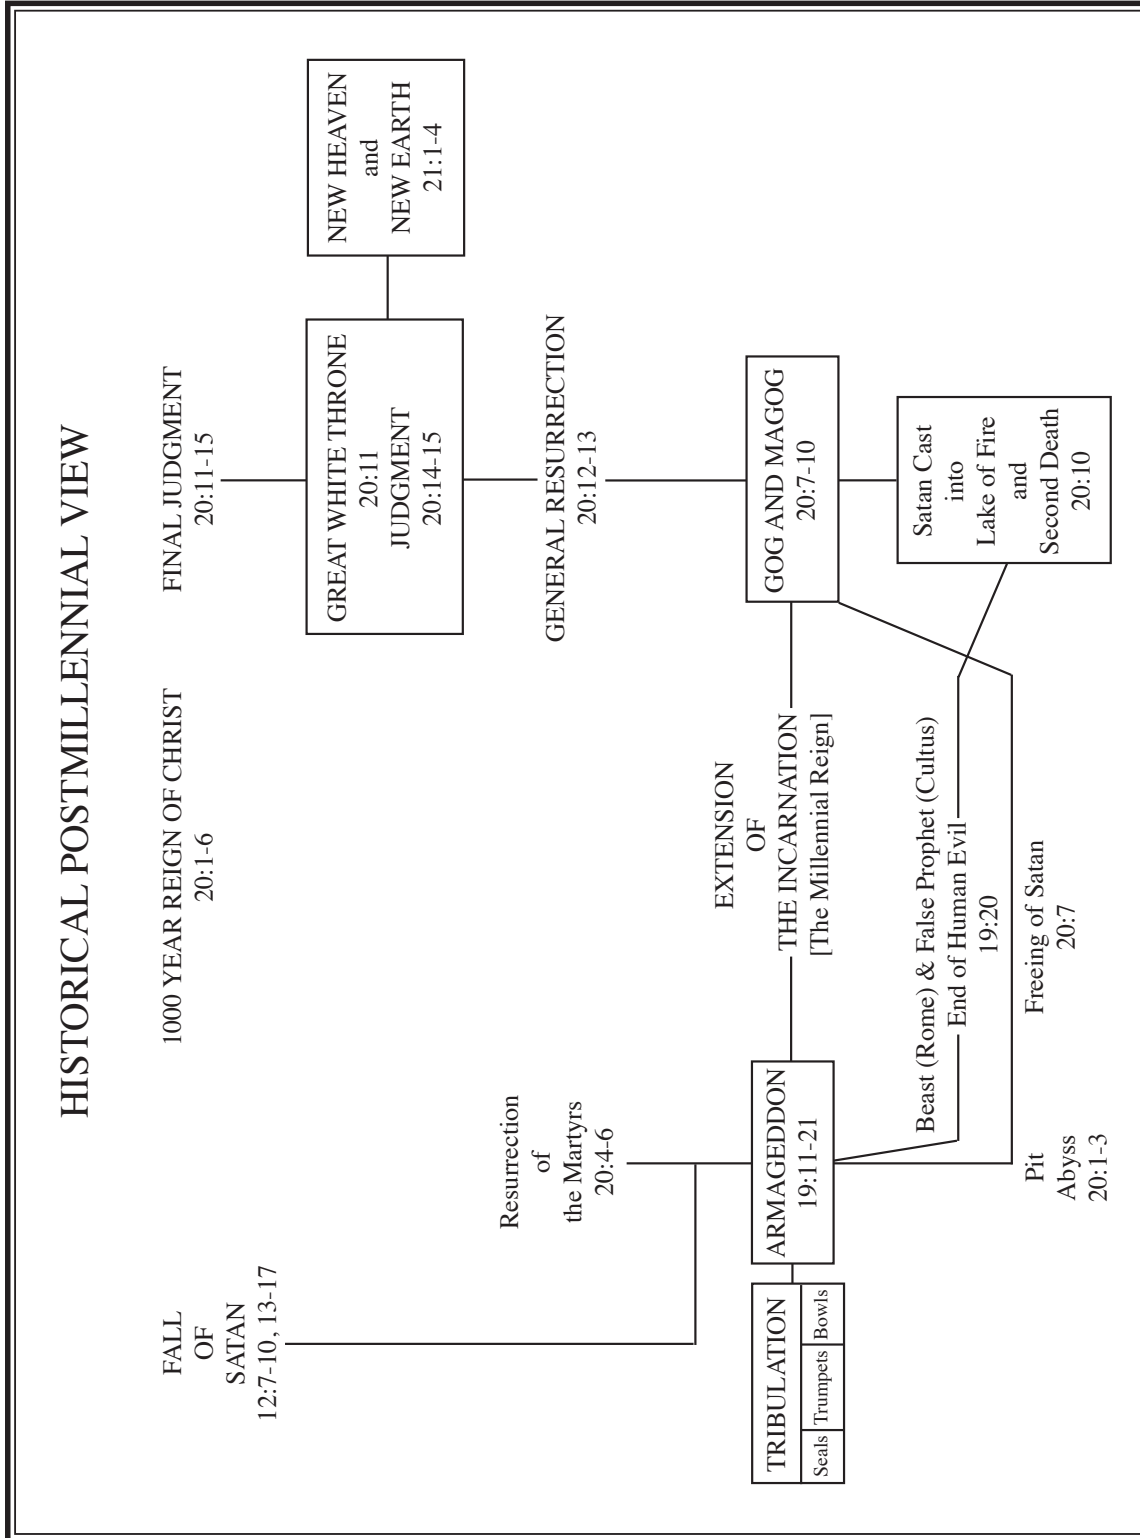 HISTORICAL POSTMILLENNIAL VIEW
FALL
OF
SATAN
12:7-10, 13-17
1000 YEAR REIGN OF CHRIST
20:1-6
FINAL JUDGMENT
20:11-15
GREAT WHITE THRONE
20:11
JUDGMENT
20:14-15
NEW HEAVEN
and
NEW EARTH
21:1-4
Resurrection
of
the Martyrs
20:4-6
GENERAL RESURRECTION
20:12-13
TRIBULATION
Seals
Trumpets
Bowls
ARMAGEDDON
19:11-21
EXTENSION
OF
THE INCARNATION
[The Millennial Reign]
GOG AND MAGOG
20:7-10
Beast (Rome) & False Prophet (Cultus)
End of Human Evil
19:20
Satan Cast
into
Lake of Fire
and
Second Death
20:10
Pit
Abyss
20:1-3
Freeing of Satan
20:7